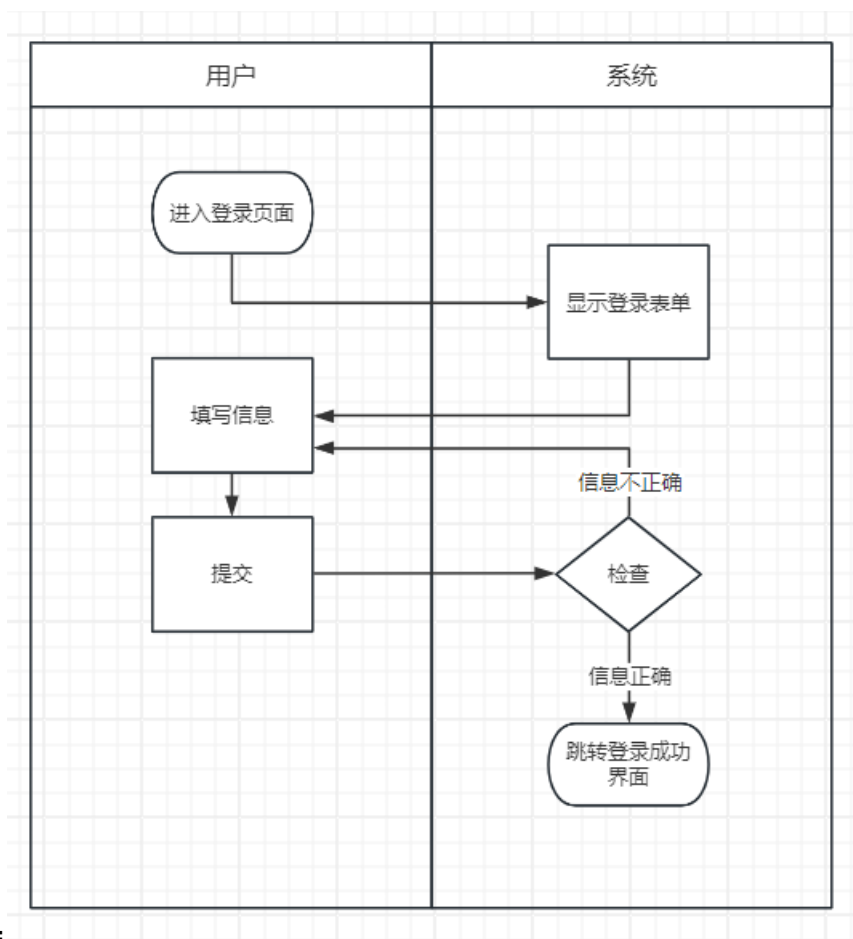 用户
系统
进入登录页面
显示登录表单
填写信息
信息不正确
提交
检查
信息正确
跳转登录成功
界面